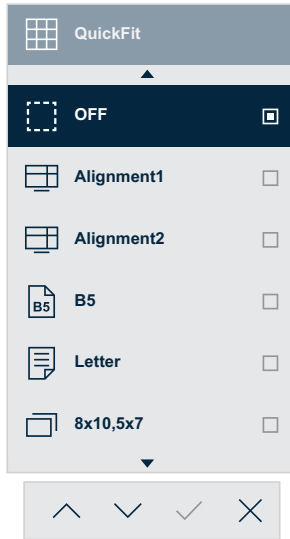 QuickFit
OFF
Alignment1
Alignment2
B5
B5
Letter
8x10,5x7